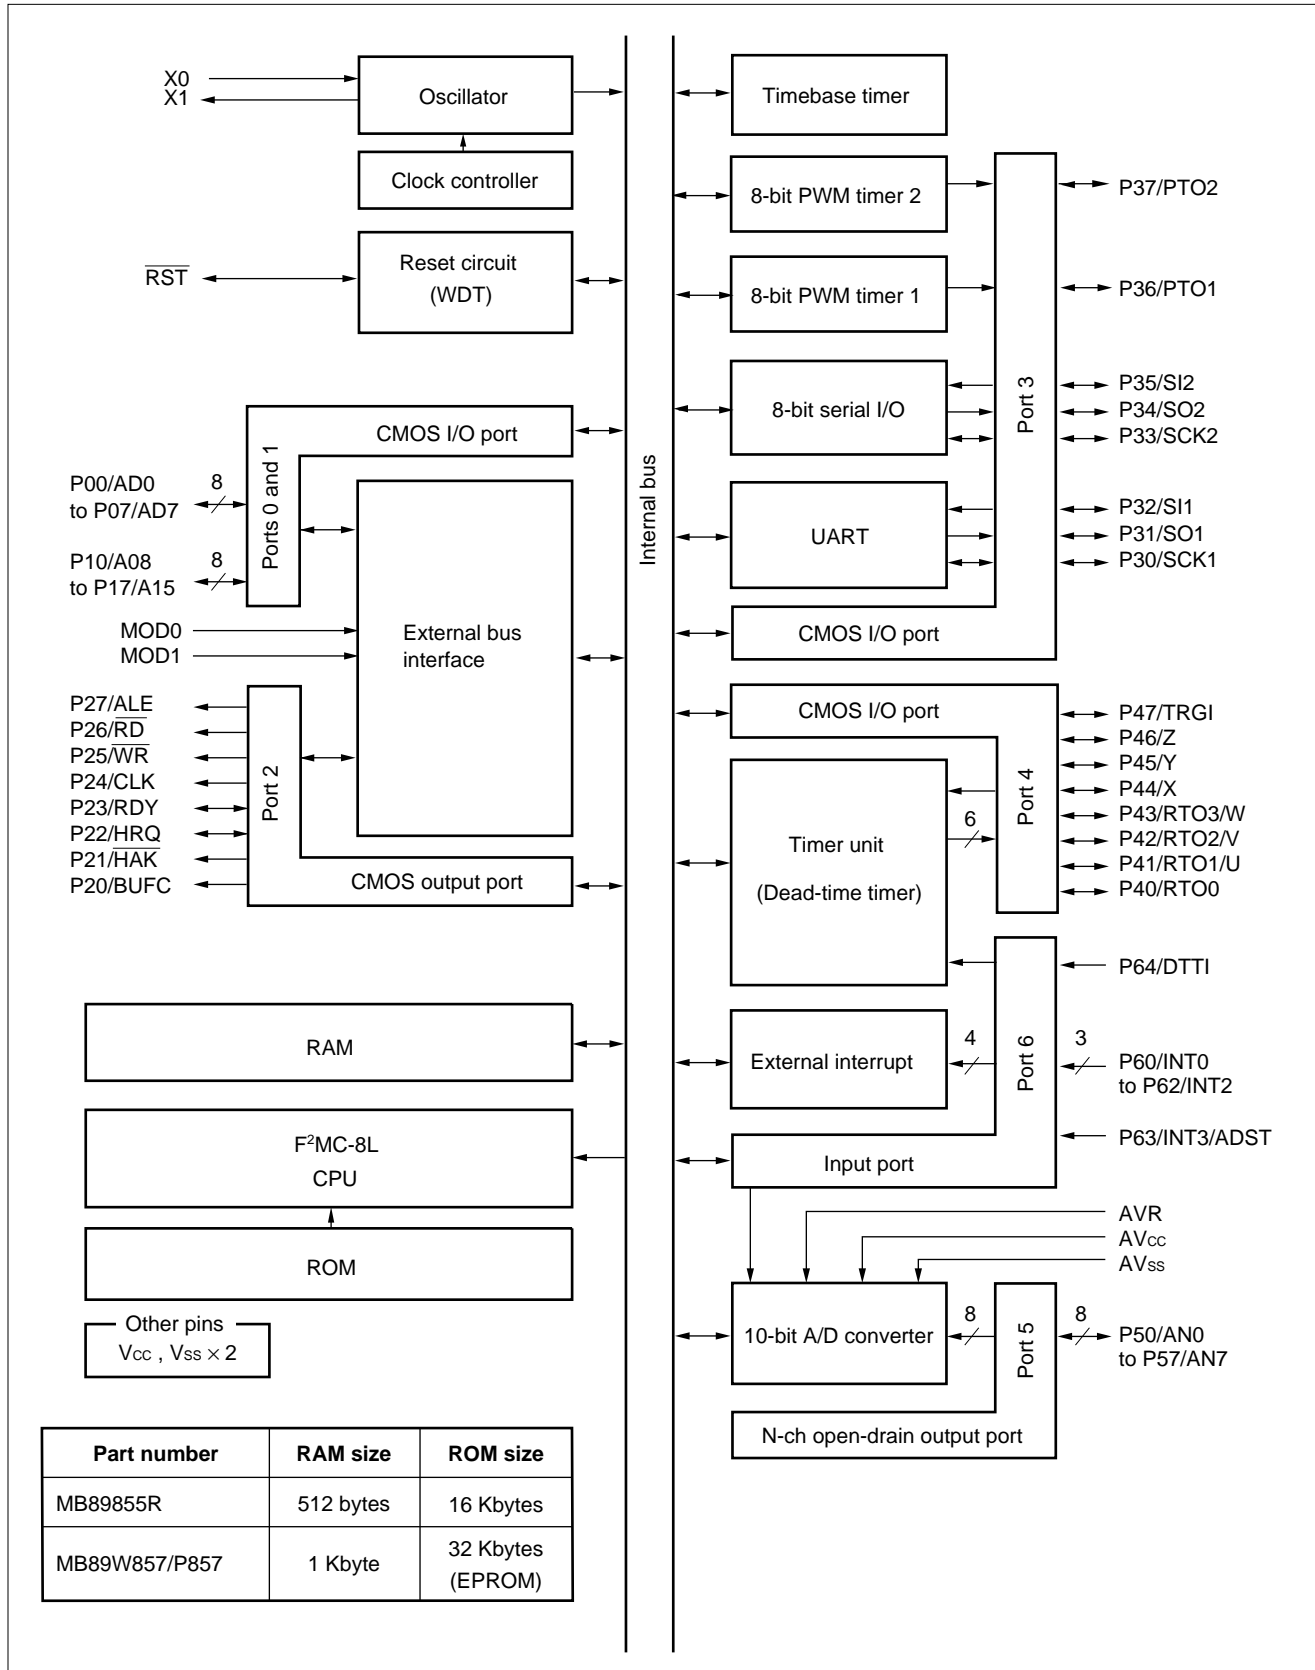 X0
X1
Oscillator
Clock controller
RST
Reset circuit
(WDT)
CMOS I/O port
Ports 0 and 1
P00/AD0
to P07/AD7
8
P10/A08
to P17/A15
8
MOD0
MOD1
External bus
interface
P27/ALE
P26/RD
P25/WR
P24/CLK
P23/RDY
P22/HRQ
P21/HAK
P20/BUFC
Port 2
CMOS output port
RAM
F²MC-8L
CPU
ROM
Other pins
VCC , VSS × 2
Part number RAM size ROM size
MB89855R 512 bytes 16 Kbytes
MB89W857/P857 1 Kbyte 32 Kbytes
(EPROM)
Internal bus
Timebase timer
8-bit PWM timer 2
8-bit PWM timer 1
8-bit serial I/O
UART
CMOS I/O port
Port 3
P37/PTO2
P36/PTO1
P35/SI2
P34/SO2
P33/SCK2
P32/SI1
P31/SO1
P30/SCK1
CMOS I/O port
Port 4
Timer unit
(Dead-time timer)
6
P47/TRGI
P46/Z
P45/Y
P44/X
P43/RTO3/W
P42/RTO2/V
P41/RTO1/U
P40/RTO0
P64/DTTI
External interrupt
4
Port 6
3
P60/INT0
to P62/INT2
P63/INT3/ADST
Input port
AVR
AVCC
AVSS
10-bit A/D converter
8
Port 5
8
P50/AN0
to P57/AN7
N-ch open-drain output port